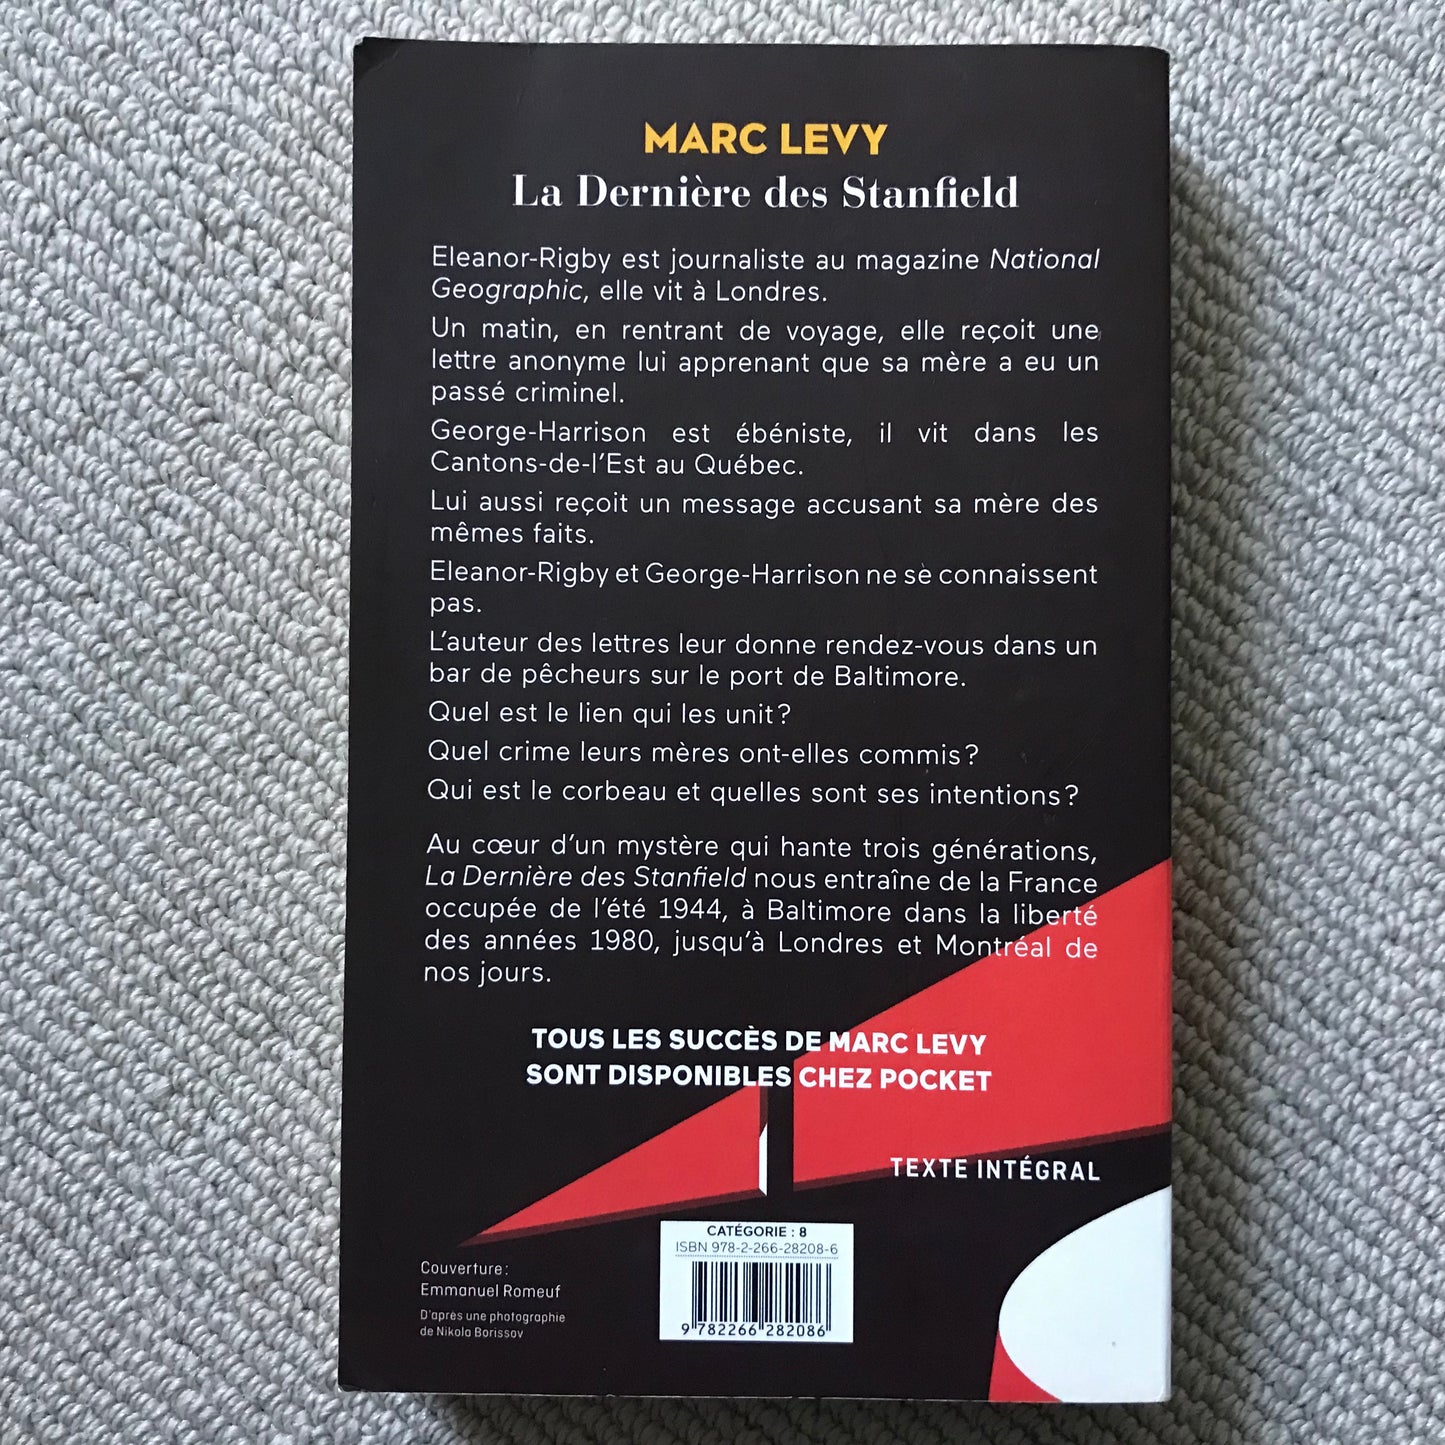 MARC LEVY
La Dernière des Stanfield
Eleanor-Rigby est journaliste au magazine National
Geographic, elle vit à Londres.
Un matin, en rentrant de voyage, elle reçoit une
lettre anonyme lui apprenant que sa mère a eu un
passé criminel.
George-Harrison est ébéniste, il vit dans les
Cantons-de-l'Est au Québec.
Lui aussi reçoit un message accusant sa mère des
mêmes faits.
Eleanor-Rigby et George-Harrison ne se connaissent
pas.
L'auteur des lettres leur donne rendez-vous dans un
bar de pêcheurs sur le port de Baltimore.
Quel est le lien qui les unit ?
Quel crime leurs mères ont-elles commis ?
Qui est le corbeau et quelles sont ses intentions ?
Au cœur d'un mystère qui hante trois générations,
La Dernière des Stanfield nous entraîne de la France
occupée de l'été 1944, à Baltimore dans la liberté
des années 1980, jusqu'à Londres et Montréal de
nos jours.
TOUS LES SUCCÈS DE MARC LEVY
SONT DISPONIBLES CHEZ POCKET
TEXTE INTÉGRAL
CATÉGORIE : 8
ISBN 978-2-266-28208-6
9 782266 282086
Couverture :
Emmanuel Romeuf
D'après une photographie
de Nikola Borissov